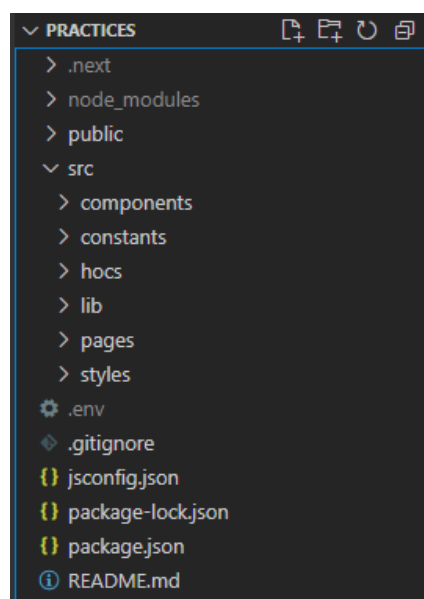 PRACTICES
.next
node_modules
public
src
components
constants
hocs
lib
pages
styles
.env
.gitignore
{} jsconfig.json
{} package-lock.json
{} package.json
README.md